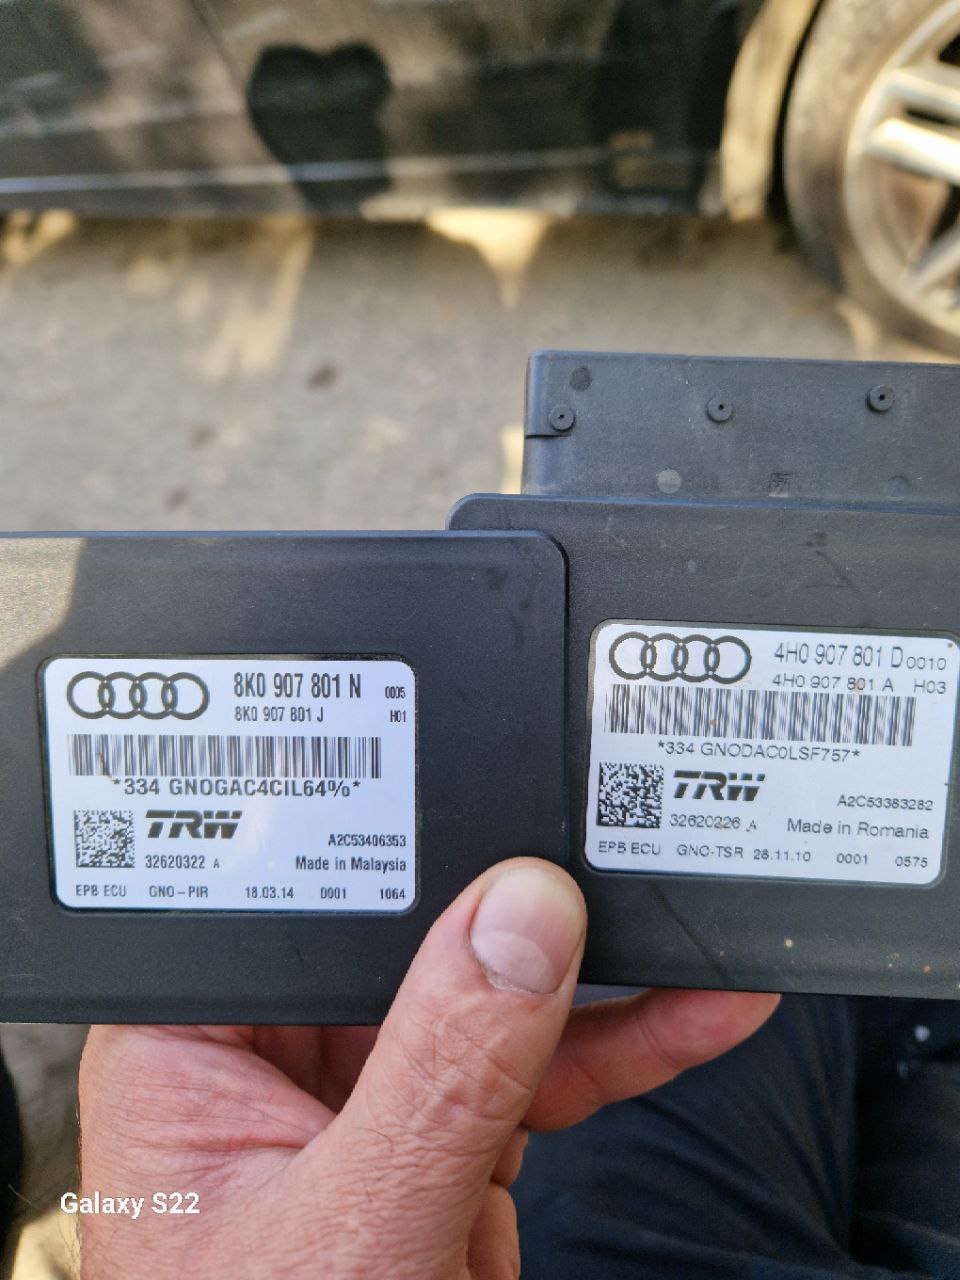 8K0 907 801 N 0005
8K0 907 801 J H01
*334 GNOGAC4CIL64%*
TRW
A2C53406353
32620322 A Made in Malaysia
EPB ECU GNO-PIR 18.03.14 0001 1064
4H0 907 801 D 0010
4H0 907 801 A H03
*334 GNODAC0LSF757*
TRW
A2C53383282
32620226 A Made in Romania
EPB ECU GNO-TSR 26.11.10 0001 0575
Galaxy S22